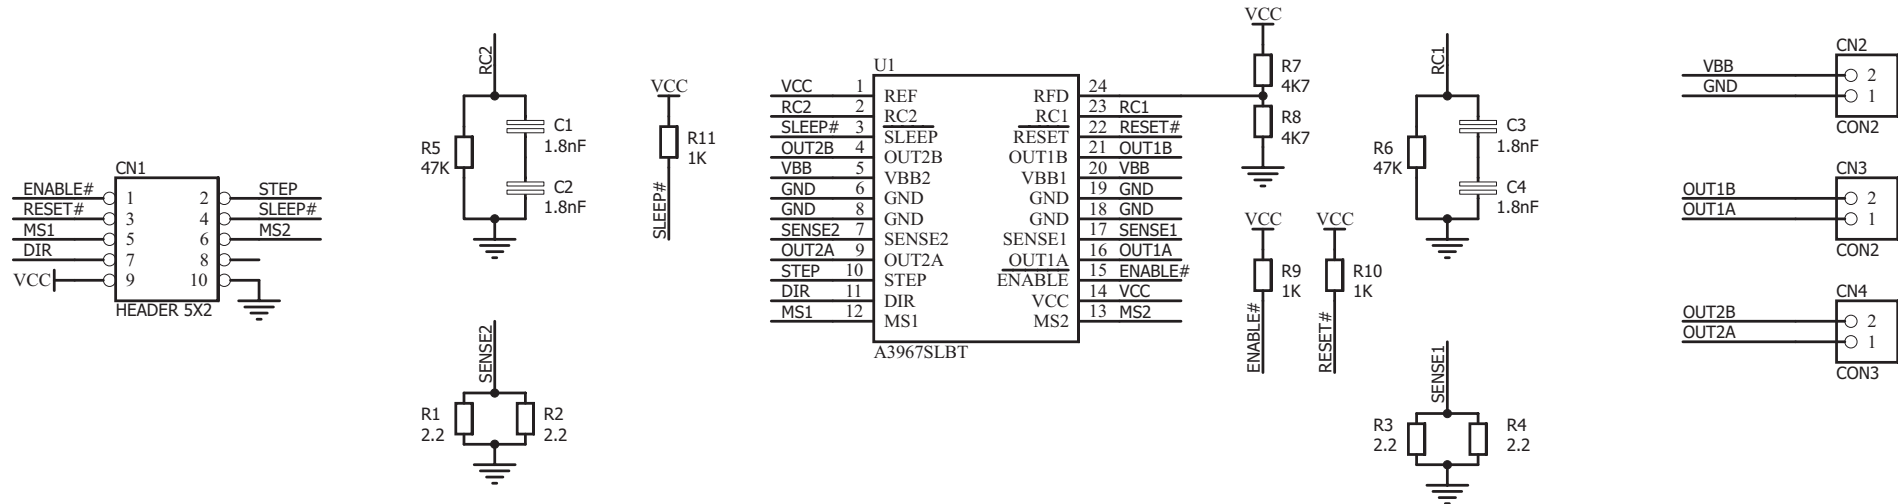 CN1
ENABLE# 1 2 STEP
RESET# 3 4 SLEEP#
MS1 5 6 MS2
DIR 7 8
VCC 9 10
HEADER 5X2
RC2
R5
47K
C1
1.8nF
C2
1.8nF
SENSE2
R1
2.2
R2
2.2
VCC
R11
1K
SLEEP#
U1
VCC 1 REF RFD 24
RC2 2 RC2 RC1 23 RC1
SLEEP# 3 SLEEP RESET 22 RESET#
OUT2B 4 OUT2B OUT1B 21 OUT1B
VBB 5 VBB2 VBB1 20 VBB
GND 6 GND GND 19 GND
GND 8 GND GND 18 GND
SENSE2 7 SENSE2 SENSE1 17 SENSE1
OUT2A 9 OUT2A OUT1A 16 OUT1A
STEP 10 STEP ENABLE 15 ENABLE#
DIR 11 DIR VCC 14 VCC
MS1 12 MS1 MS2 13 MS2
A3967SLBT
VCC
R7
4K7
R8
4K7
VCC
R9
1K
ENABLE#
VCC
R10
1K
RESET#
RC1
R6
47K
C3
1.8nF
C4
1.8nF
SENSE1
R3
2.2
R4
2.2
CN2
VBB 2
GND 1
CON2
CN3
OUT1B 2
OUT1A 1
CON2
CN4
OUT2B 2
OUT2A 1
CON3